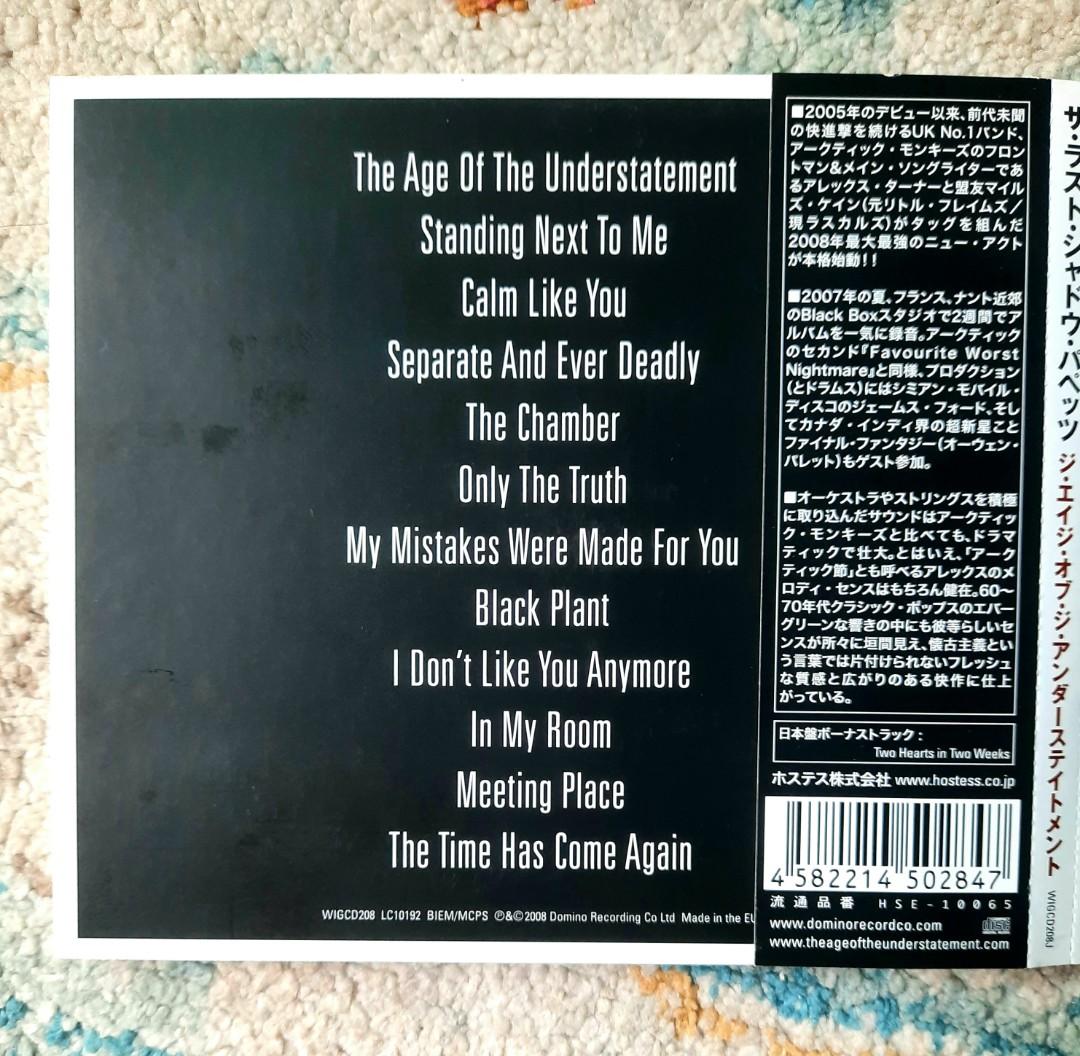 The Age Of The Understatement
Standing Next To Me
Calm Like You
Separate And Ever Deadly
The Chamber
Only The Truth
My Mistakes Were Made For You
Black Plant
I Don't Like You Anymore
In My Room
Meeting Place
The Time Has Come Again
WIGCD208 LC10192 BIEM/MCPS ℗&©2008 Domino Recording Co Ltd Made in the EU
■2005年のデビュー以来、前代未聞
の快進撃を続けるUK No.1バンド、
アークティック・モンキーズのフロン
トマン&メイン・ソングライターであ
るアレックス・ターナーと盟友マイル
ズ・ケイン(元リトル・フレイムズ/
現ラスカルズ)がタッグを組んだ
2008年最大最強のニュー・アクト
が本格始動!!
■2007年の夏、フランス、ナント近郊
のBlack Boxスタジオで2週間でア
ルバムを一気に録音。アークティック
のセカンド『Favourite Worst
Nightmare』と同様、プロダクション
(とドラムス)にはシミアン・モバイル・
ディスコのジェームス・フォード、そし
てカナダ・インディ界の超新星こと
ファイナル・ファンタジー(オーウェン・
パレット)もゲスト参加。
■オーケストラやストリングスを積極
に取り込んだサウンドはアークティッ
ク・モンキーズと比べても、ドラマ
ティックで壮大。とはいえ、「アーク
ティック節」とも呼べるアレックスのメ
ロディ・センスはもちろん健在。60〜
70年代クラシック・ポップスのエバー
グリーンな響きの中にも彼等らしいセ
ンスが所々に垣間見え、懐古主義とい
う言葉では片付けられないフレッシュ
な質感と広がりのある快作に仕上
がっている。
日本盤ボーナストラック:
Two Hearts in Two Weeks
ホステス株式会社 www.hostess.co.jp
4 582214 502847
流通品番 HSE-10065
www.dominorecordco.com
www.theageoftheunderstatement.com
ザ・ラスト・シャドウ・パペッツ ジ・エイジ・オブ・ジ・アンダーステイトメント
WIGCD208J